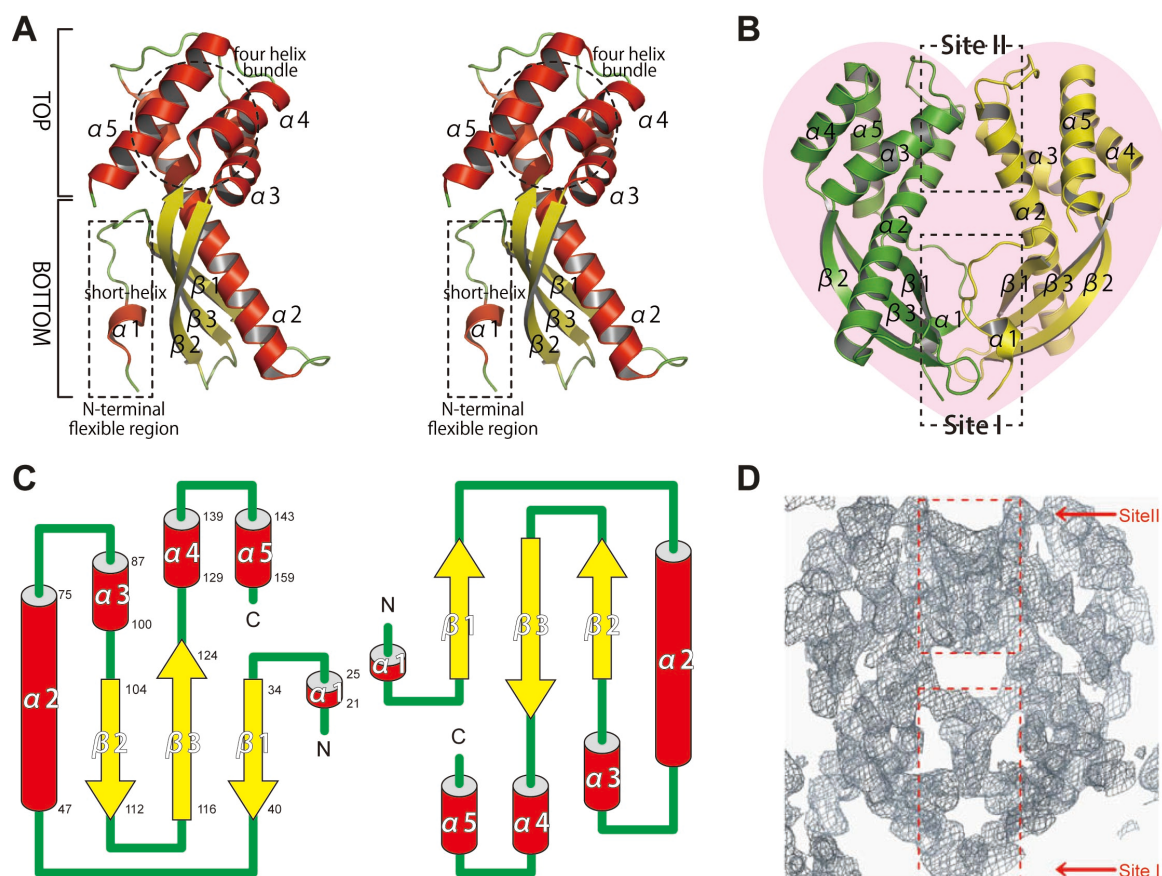 A
TOP
BOTTOM
four helix
bundle
α5
α4
α3
β1
short-helix
α1
β3
α2
β2
N-terminal
flexible region
four helix
bundle
α5
α4
α3
β1
short-helix
α1
β3
α2
β2
N-terminal
flexible region
B
Site II
α4
α5
α3
α5
α3
α4
α2
α2
β2
β1
β1
β3
β2
β3
α1
α1
Site I
C
139
143
α4
α5
87
129
159
75
α3
C
100
124
N
25
α1
α1
104
34
21
α2
β2
β3
β1
N
47
112
116
40
β1
β3
β2
α2
C
α3
α5
α4
D
SiteII
Site I